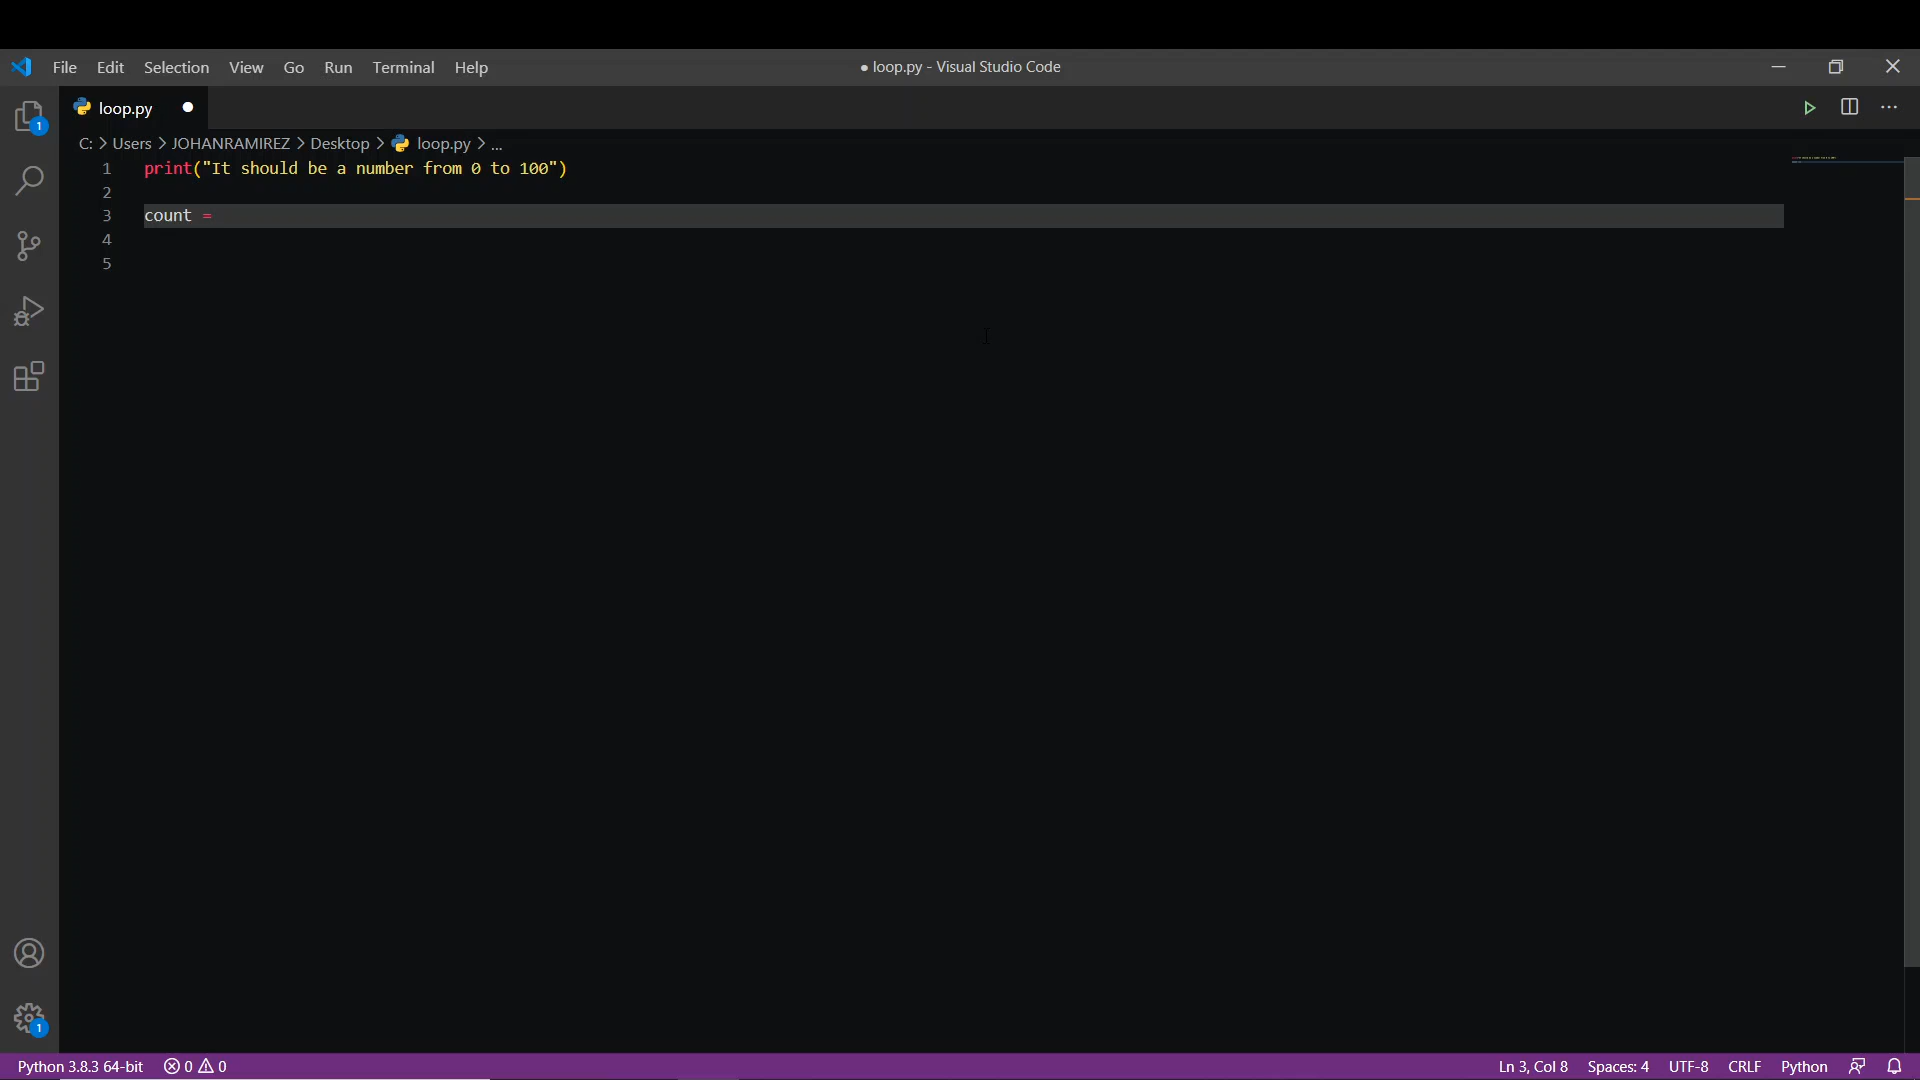 File Edit Selection View Go Run Terminal Help
● loop.py - Visual Studio Code
loop.py ●
1
C: > Users > JOHANRAMIREZ > Desktop > loop.py > ...
1 print("It should be a number from 0 to 100")
2
3 count =
4
5
1
Python 3.8.3 64-bit 0 0
Ln 3, Col 8 Spaces: 4 UTF-8 CRLF Python